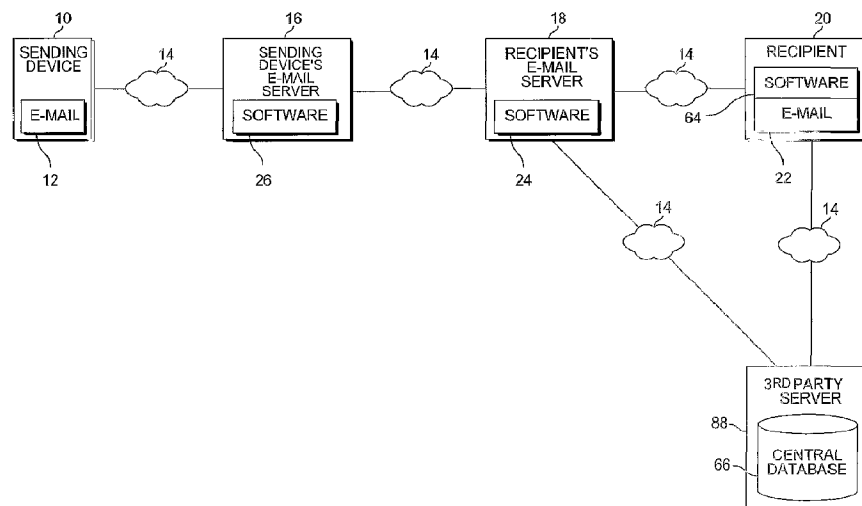 10
SENDING
DEVICE
E-MAIL
12
14
16
SENDING
DEVICE'S
E-MAIL
SERVER
SOFTWARE
26
14
18
RECIPIENT'S
E-MAIL
SERVER
SOFTWARE
24
14
20
RECIPIENT
SOFTWARE
E-MAIL
64
22
14
14
3RD PARTY
SERVER
88
CENTRAL
DATABASE
66